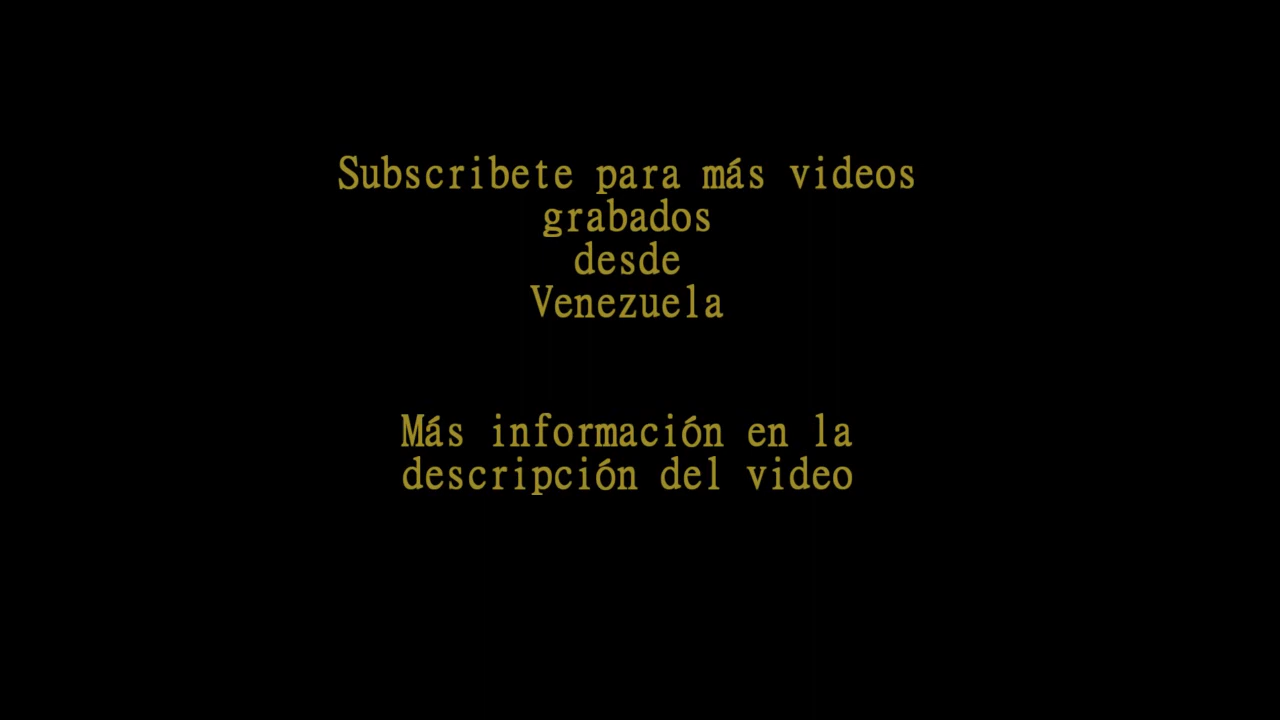 Subscribete para más videos
grabados
desde
Venezuela
Más información en la
descripción del video